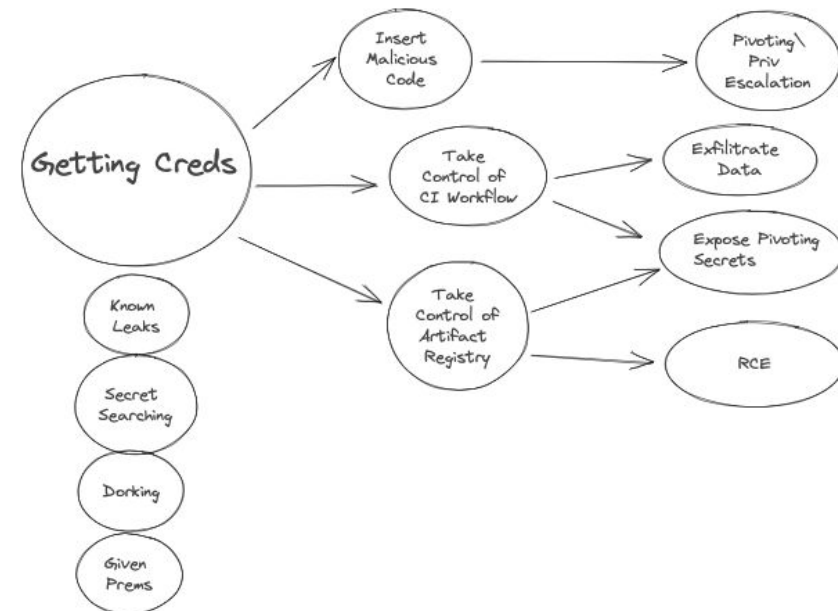 Getting Creds
Known
Leaks
Secret
Searching
Dorking
Given
Prems
Insert
Malicious
Code
Take
Control of
CI Workflow
Take
Control of
Artifact
Registry
Pivoting\
Priv
Escalation
Exfilitrate
Data
Expose Pivoting
Secrets
RCE